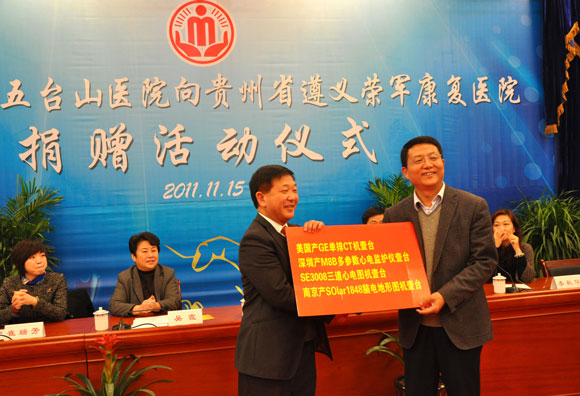 五台山医院向贵州省遵义荣军康复医院
捐赠活动仪式
2011.11.15
美国产GE单排CT机壹台
深圳产M8B多参数心电监护仪壹台
SE3008三道心电图机壹台
南京产SOlar1848脑电地形图机壹台